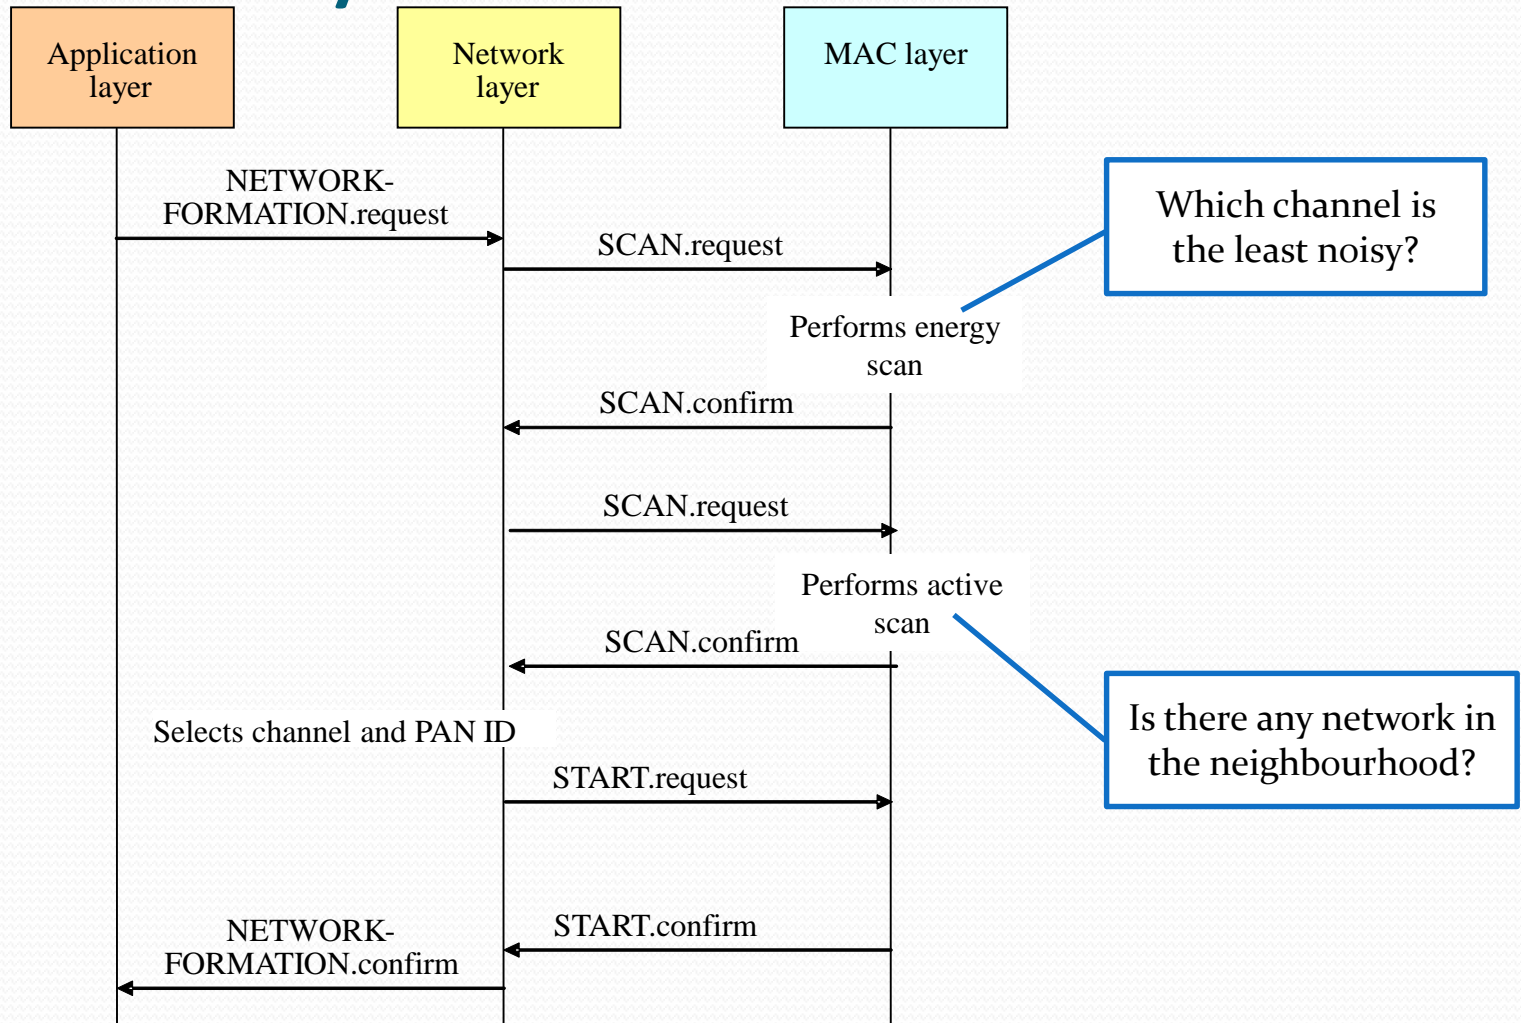 Application
layer
Network
layer
MAC layer
NETWORK-
FORMATION.request
SCAN.request
Which channel is
the least noisy?
Performs energy
scan
SCAN.confirm
SCAN.request
Performs active
scan
SCAN.confirm
Is there any network in
the neighbourhood?
Selects channel and PAN ID
START.request
START.confirm
NETWORK-
FORMATION.confirm